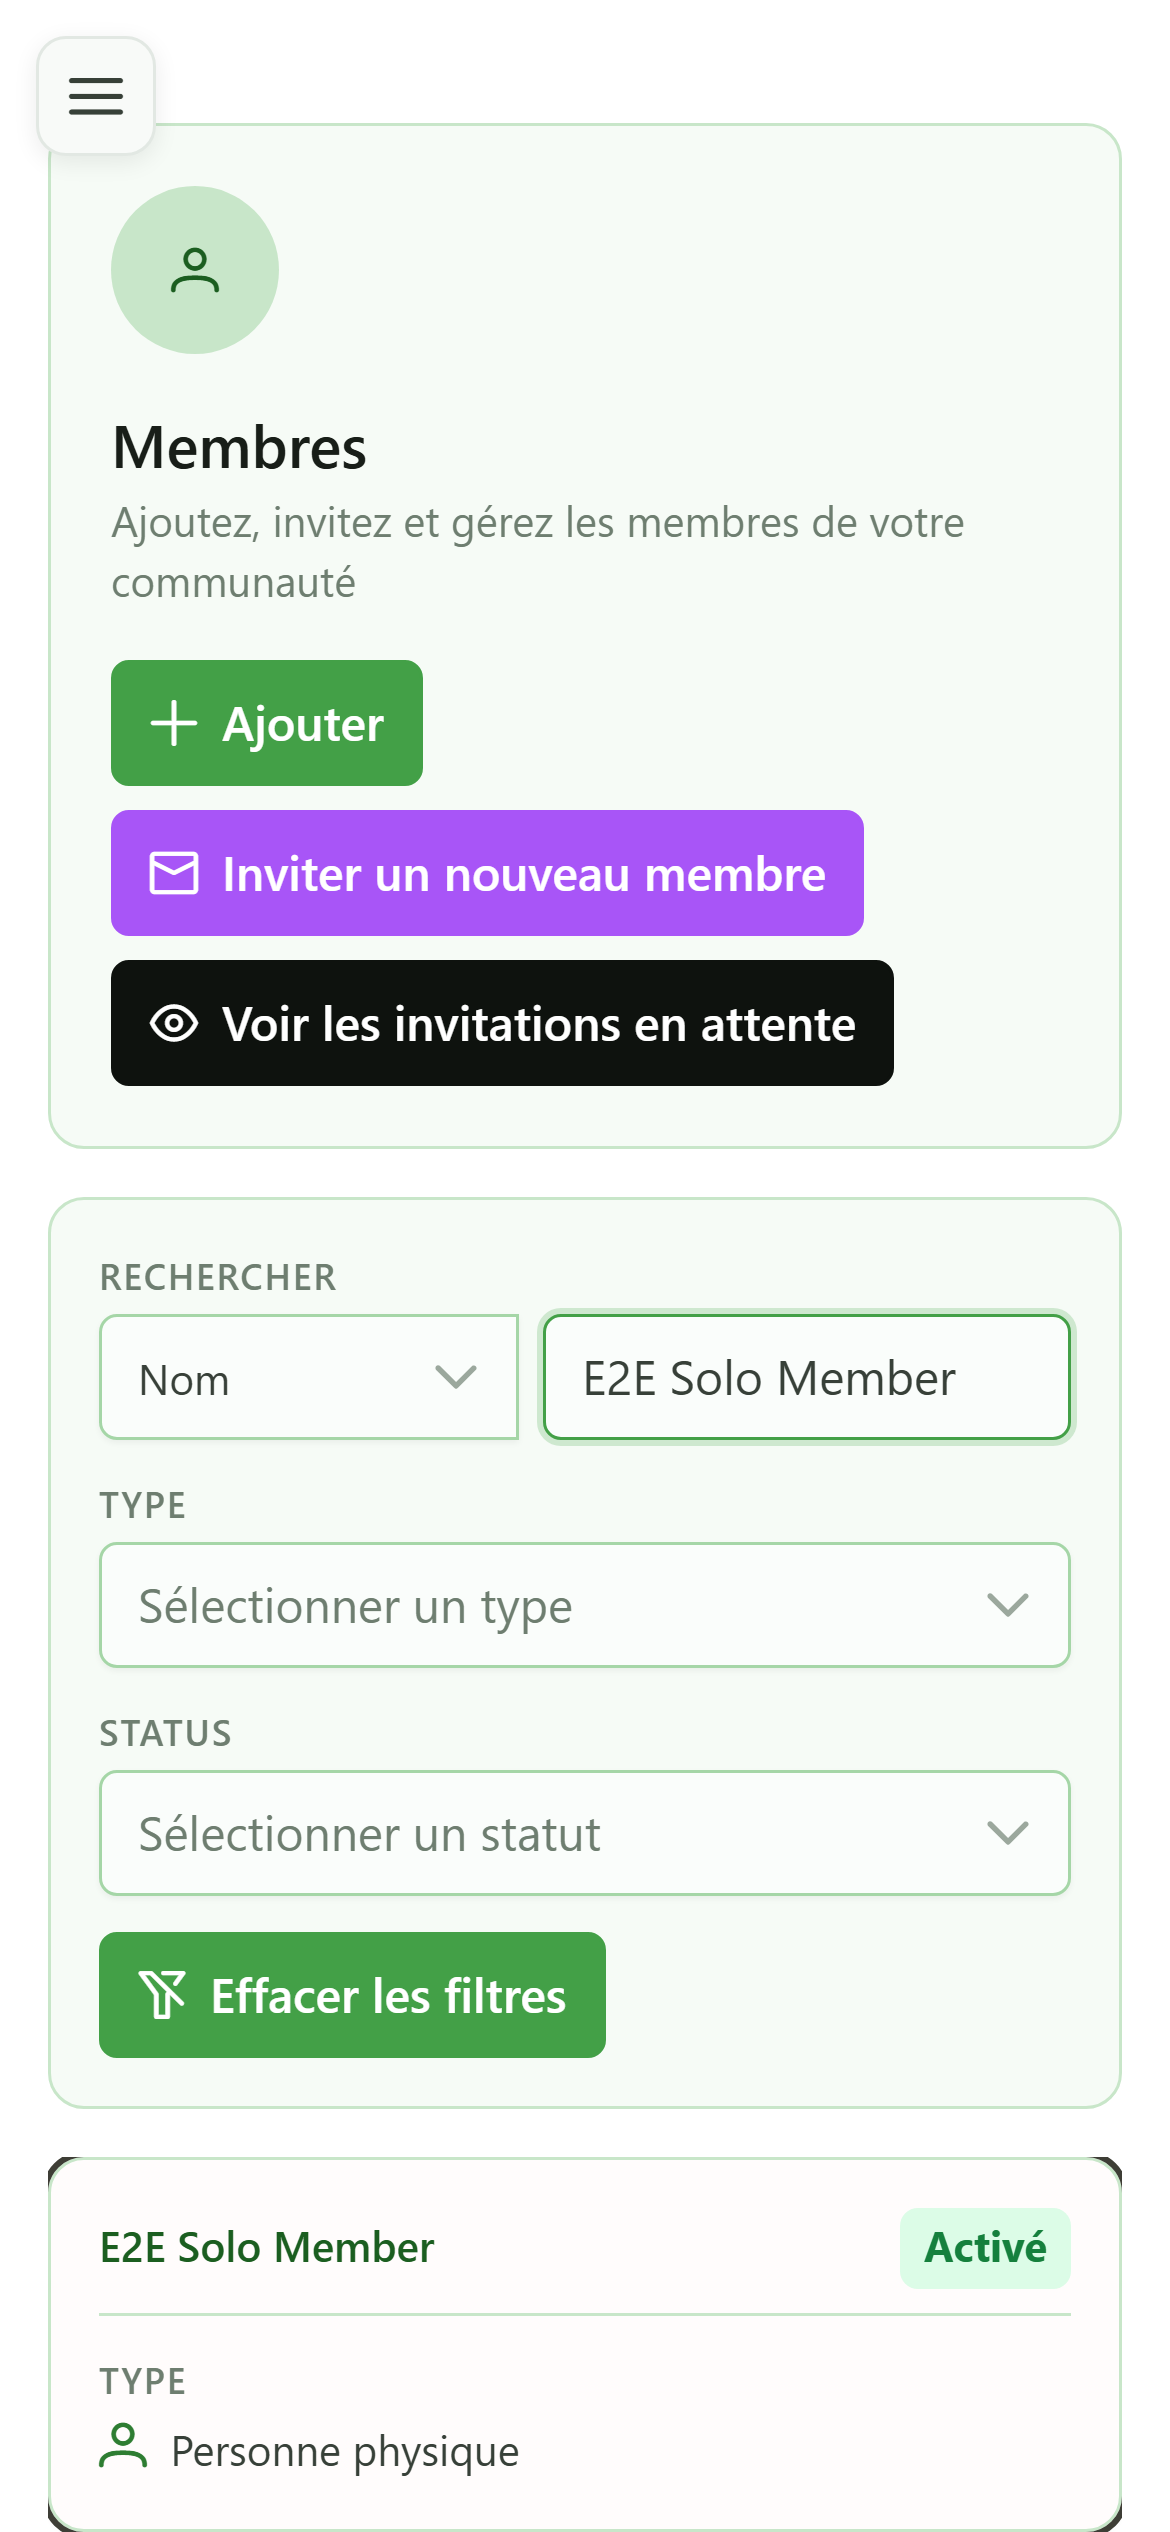 Membres
Ajoutez, invitez et gérez les membres de votre
communauté
Ajouter
Inviter un nouveau membre
Voir les invitations en attente
RECHERCHER
Nom
E2E Solo Member
TYPE
Sélectionner un type
STATUS
Sélectionner un statut
Effacer les filtres
E2E Solo Member
Activé
TYPE
Personne physique